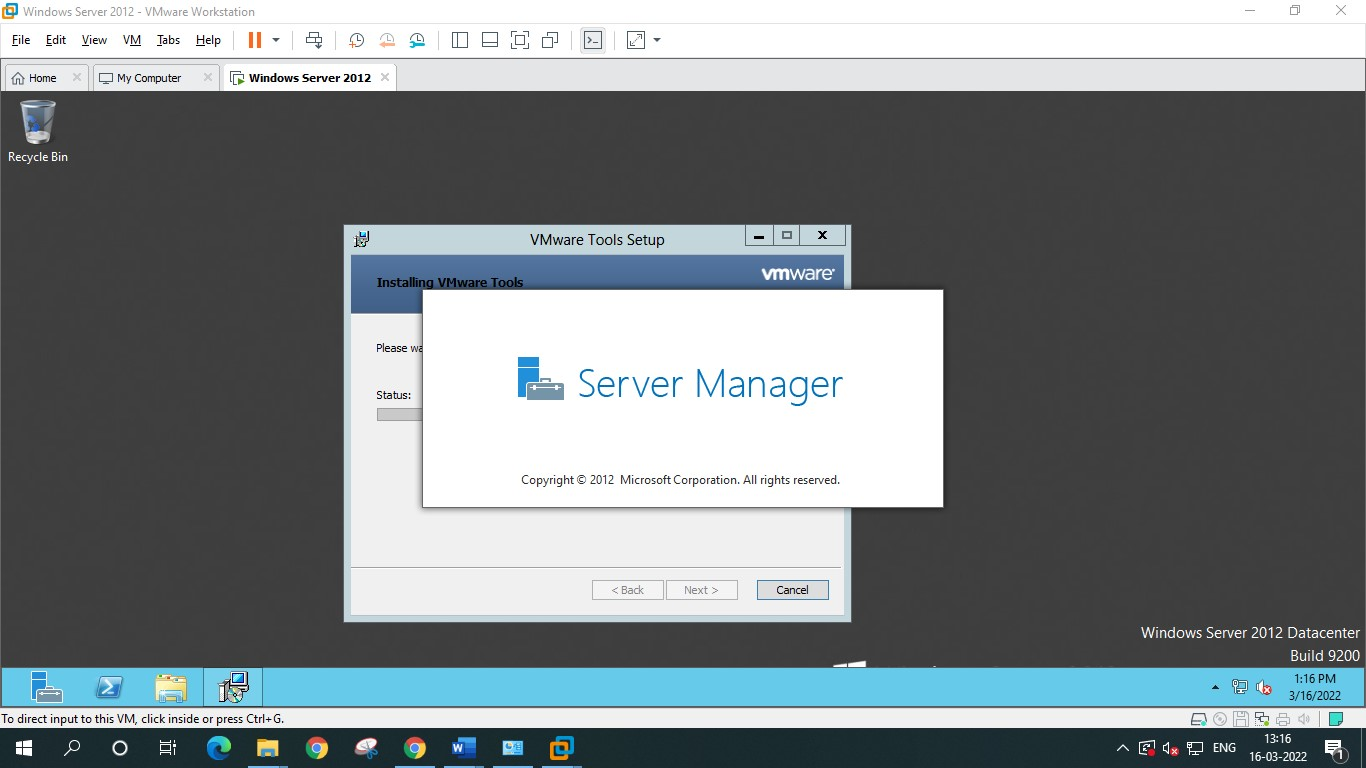 Windows Server 2012 - VMware Workstation
File Edit View VM Tabs Help
Home My Computer Windows Server 2012
Recycle Bin
VMware Tools Setup
Installing VMware Tools
vmware
Please
Status:
Server Manager
Copyright © 2012 Microsoft Corporation. All rights reserved.
< Back Next > Cancel
Windows Server 2012 Datacenter
Build 9200
1:16 PM
3/16/2022
To direct input to this VM, click inside or press Ctrl+G.
ENG
13:16
16-03-2022
1